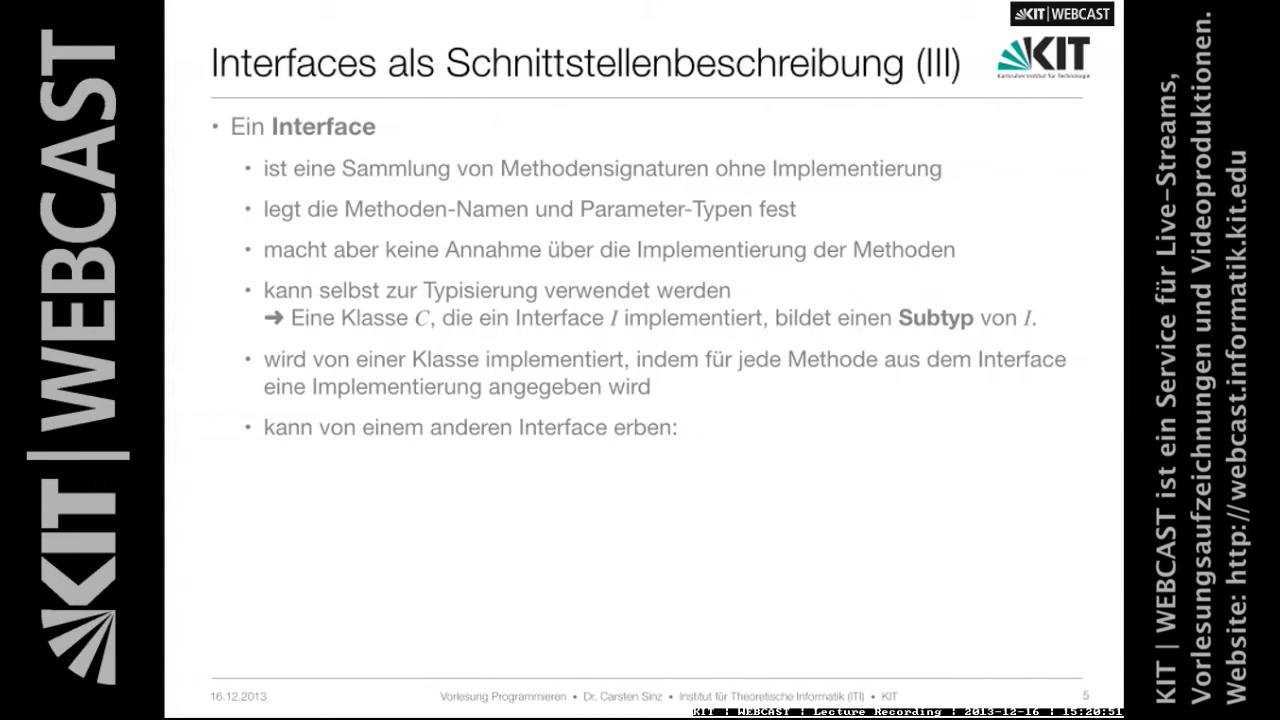 KIT | WEBCAST
KIT|WEBCAST
Interfaces als Schnittstellenbeschreibung (III)
KIT
Karlsruher Institut für Technologie
• Ein Interface
• ist eine Sammlung von Methodensignaturen ohne Implementierung
• legt die Methoden-Namen und Parameter-Typen fest
• macht aber keine Annahme über die Implementierung der Methoden
• kann selbst zur Typisierung verwendet werden
➔ Eine Klasse C, die ein Interface I implementiert, bildet einen Subtyp von I.
• wird von einer Klasse implementiert, indem für jede Methode aus dem Interface
eine Implementierung angegeben wird
• kann von einem anderen Interface erben:
16.12.2013
Vorlesung Programmieren • Dr. Carsten Sinz • Institut für Theoretische Informatik (ITI) • KIT
5
KIT : WEBCAST : Lecture Recording : 2013-12-16 : 15:20:51
KIT | WEBCAST ist ein Service für Live-Streams,
Vorlesungsaufzeichnungen und Videoproduktionen.
Website: http://webcast.informatik.kit.edu